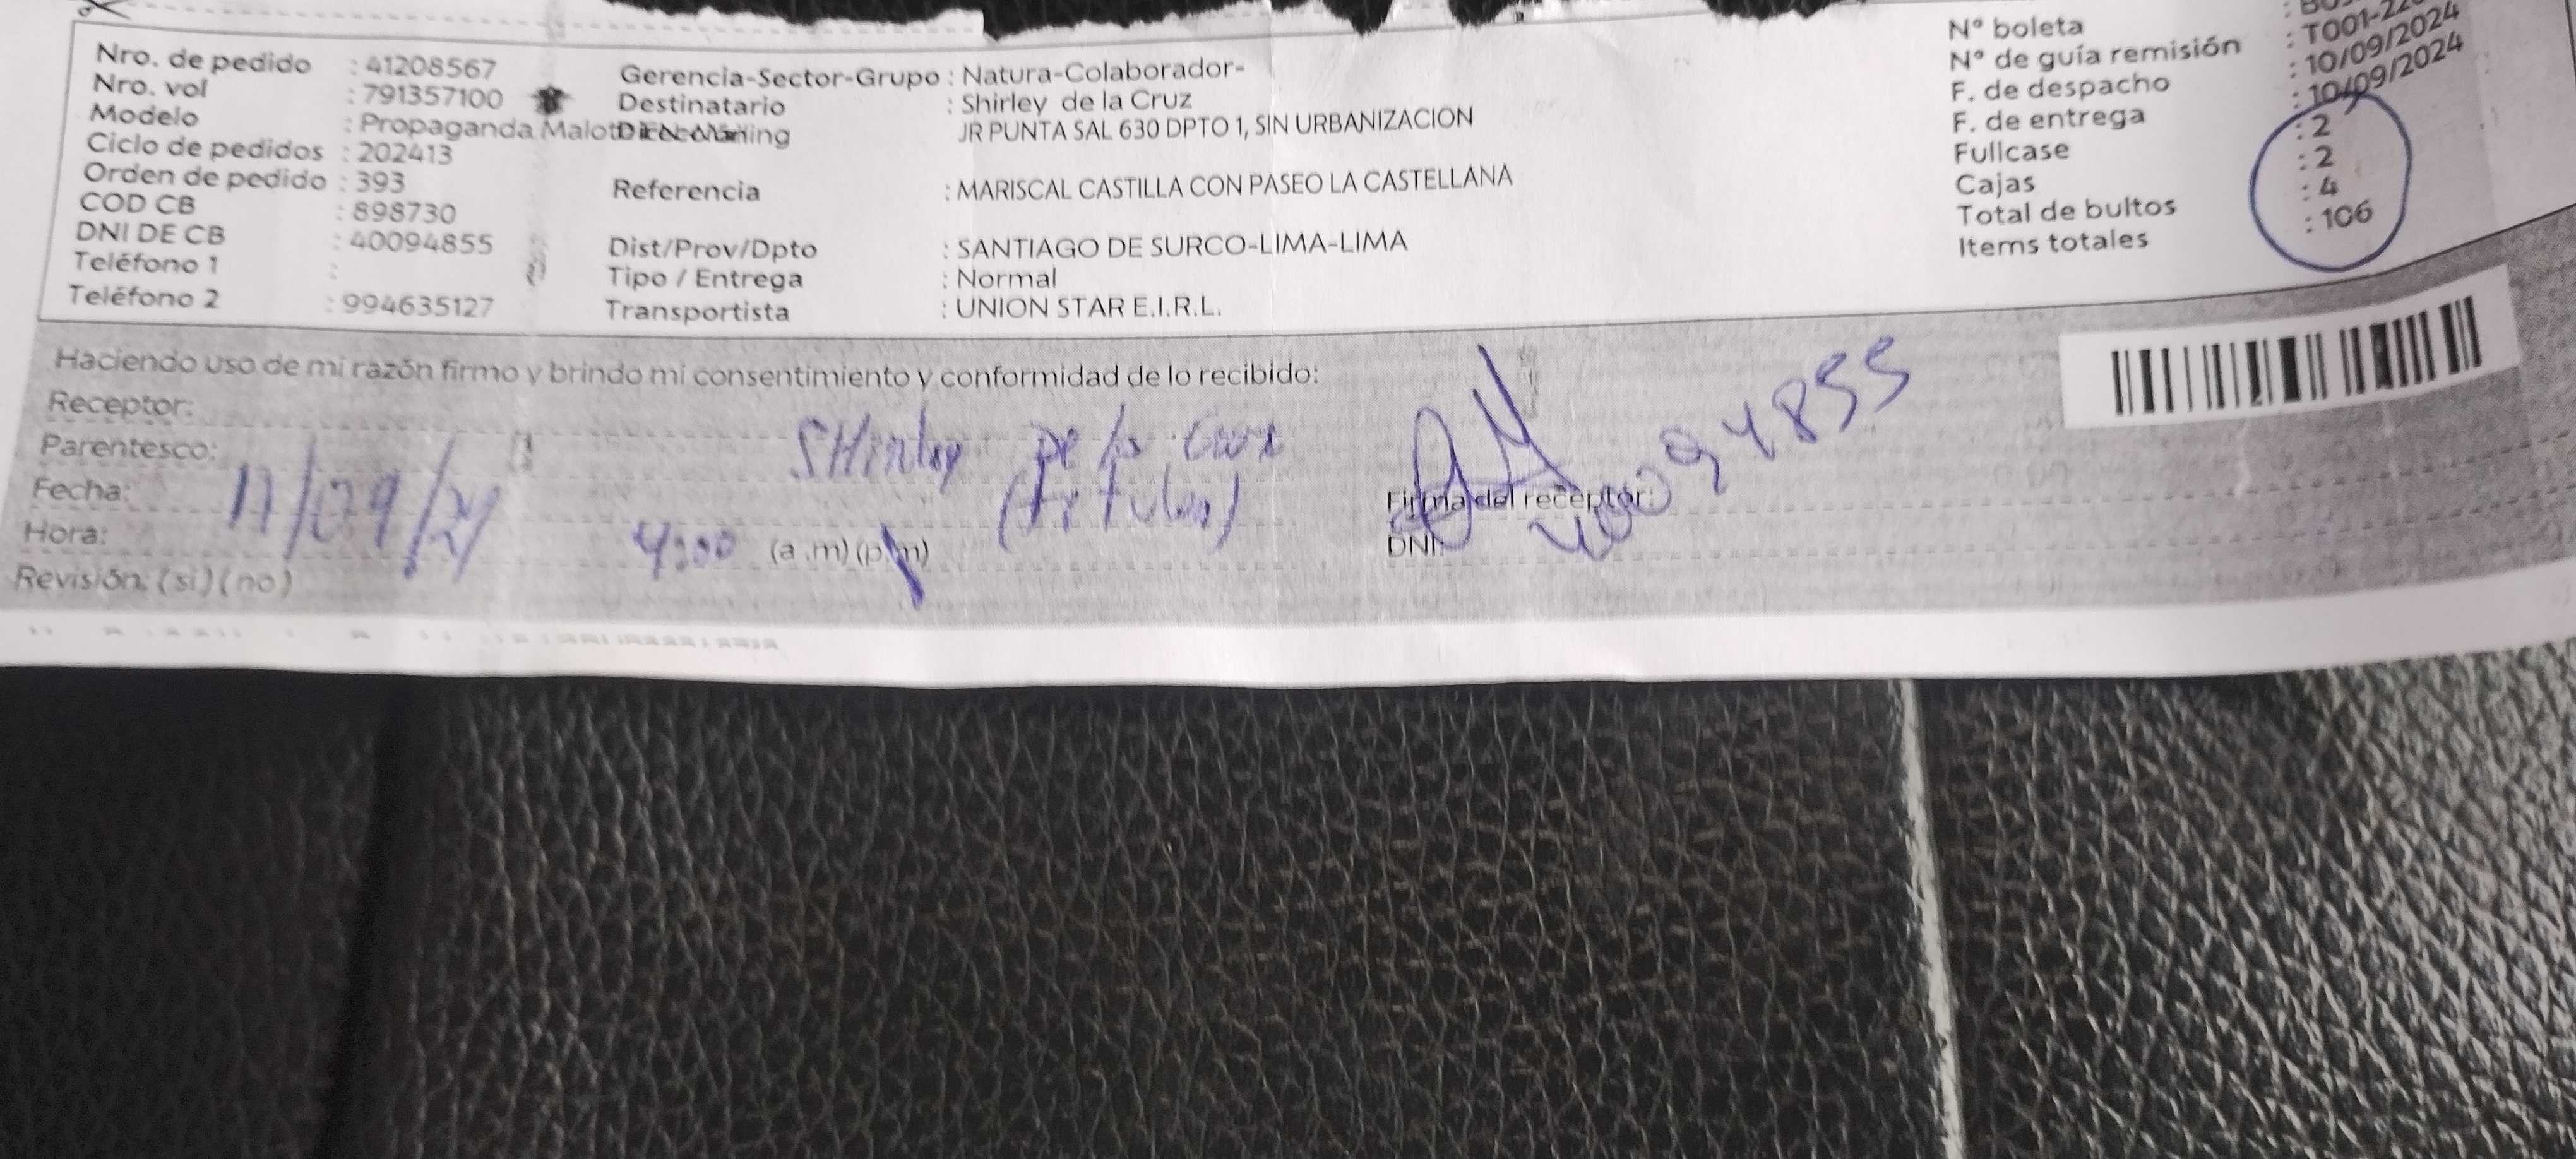 Nro. de pedido : 41208567
Nro. vol : 791357100
Modelo : Propaganda
Ciclo de pedidos : 202413
Orden de pedido : 393
COD CB : 898730
DNI DE CB : 40094855
Teléfono 1 :
Teléfono 2 : 994635127
Gerencia-Sector-Grupo : Natura-Colaborador-
Destinatario : Shirley de la Cruz
JR PUNTA SAL 630 DPTO 1, SIN URBANIZACION
Referencia : MARISCAL CASTILLA CON PASEO LA CASTELLANA
Dist/Prov/Dpto : SANTIAGO DE SURCO-LIMA-LIMA
Tipo / Entrega : Normal
Transportista : UNION STAR E.I.R.L.
N° boleta
N° de guía remisión : T001-
F. de despacho : 10/09/2024
F. de entrega : 10/09/2024
Fullcase : 2
Cajas : 2
Total de bultos : 4
Items totales : 106
Haciendo uso de mi razón firmo y brindo mi consentimiento y conformidad de lo recibido:
Receptor: SHirley De la Cruz
Parentesco: (Titular)
Fecha: 11/09/24
Hora: 4:00 (a .m) (p.m)
Revisión: (si) (no)
Firma del receptor:
DNI: 40094855